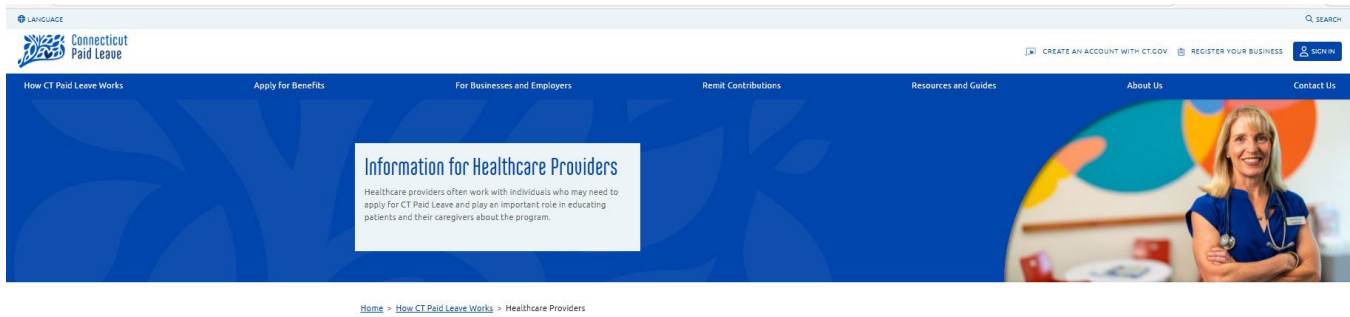 LANGUAGE
SEARCH
Connecticut
Paid Leave
CREATE AN ACCOUNT WITH CT.GOV
REGISTER YOUR BUSINESS
SIGN IN
How CT Paid Leave Works
Apply for Benefits
For Businesses and Employers
Remit Contributions
Resources and Guides
About Us
Contact Us
Information for Healthcare Providers
Healthcare providers often work with individuals who may need to
apply for CT Paid Leave and play an important role in educating
patients and their caregivers about the program.
Home > How CT Paid Leave Works > Healthcare Providers